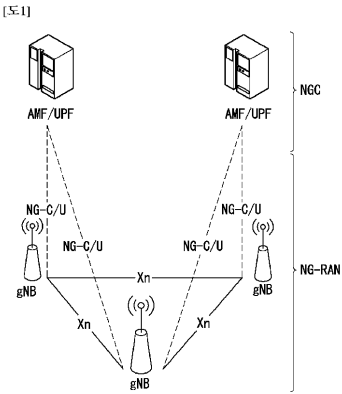 [도1]
NGC
AMF/UPF
AMF/UPF
NG-C/U
NG-C/U
NG-C/U
NG-C/U
NG-RAN
Xn
gNB
gNB
Xn
Xn
gNB